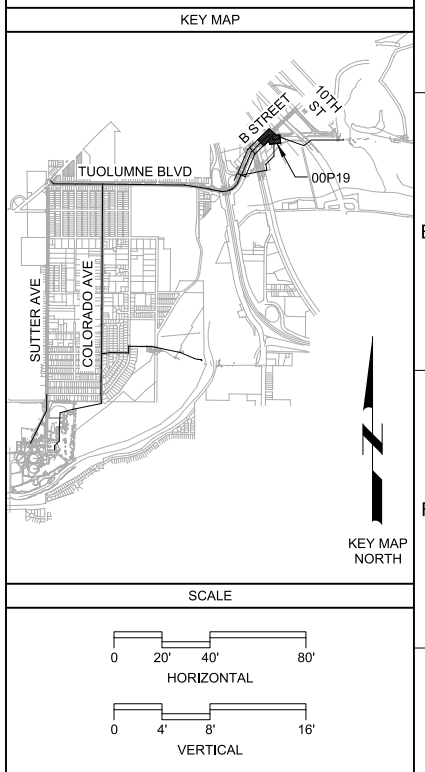 KEY MAP
B STREET
10TH
ST
00P19
TUOLUMNE BLVD
SUTTER AVE
COLORADO AVE
N
KEY MAP
NORTH
SCALE
0 20' 40' 80'
HORIZONTAL
0 4' 8' 16'
VERTICAL